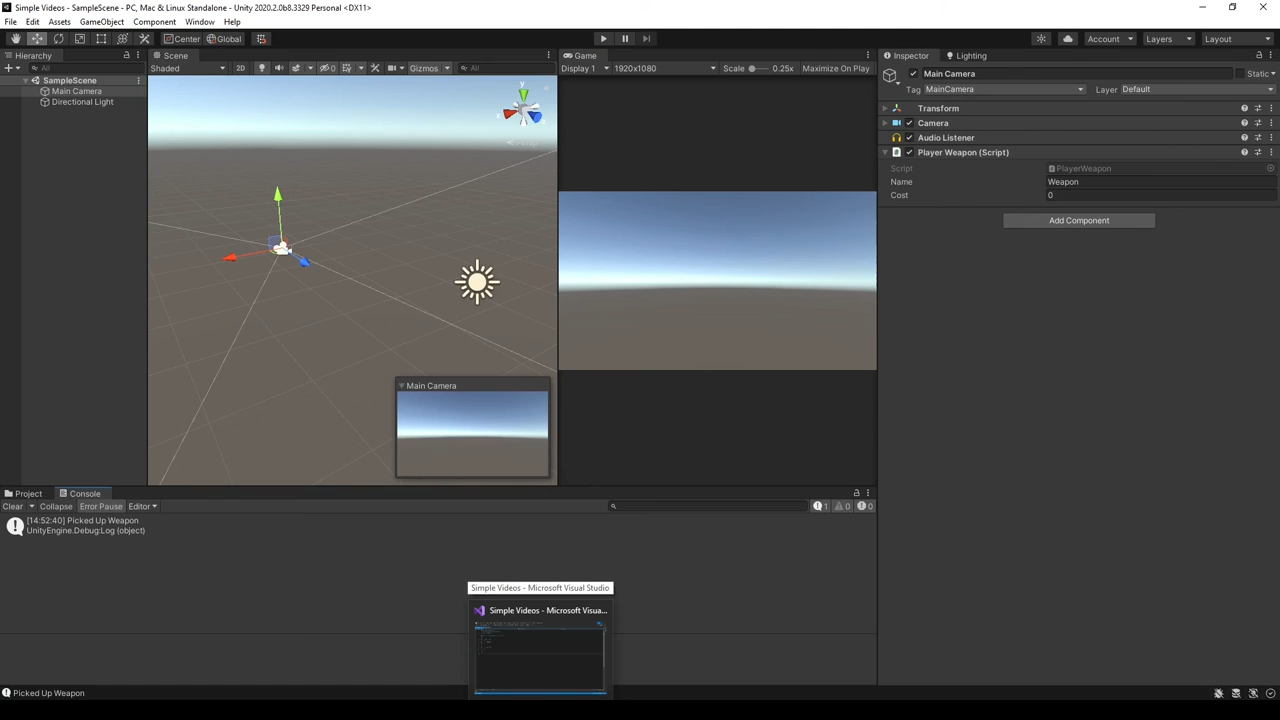 Simple Videos - SampleScene - PC, Mac & Linux Standalone - Unity 2020.2.0b8.3329 Personal <DX11>
File Edit Assets GameObject Component Window Help
Center Global Account Layers Layout
Hierarchy
All
SampleScene
Main Camera
Directional Light
Scene
Shaded 2D 0 Gizmos All
y
x
Persp
Main Camera
Game
Display 1 1920x1080 Scale 0.25x Maximize On Play
Inspector Lighting
Main Camera Static
Tag MainCamera Layer Default
Transform
Camera
Audio Listener
Player Weapon (Script)
Script PlayerWeapon
Name Weapon
Cost 0
Add Component
Project Console
Clear Collapse Error Pause Editor 1 0 0
[14:52:40] Picked Up Weapon
UnityEngine.Debug:Log (object)
Simple Videos - Microsoft Visual Studio
Simple Videos - Microsoft Visua...
Picked Up Weapon